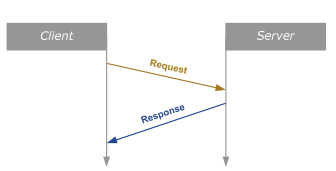 Client
Server
Request
Response